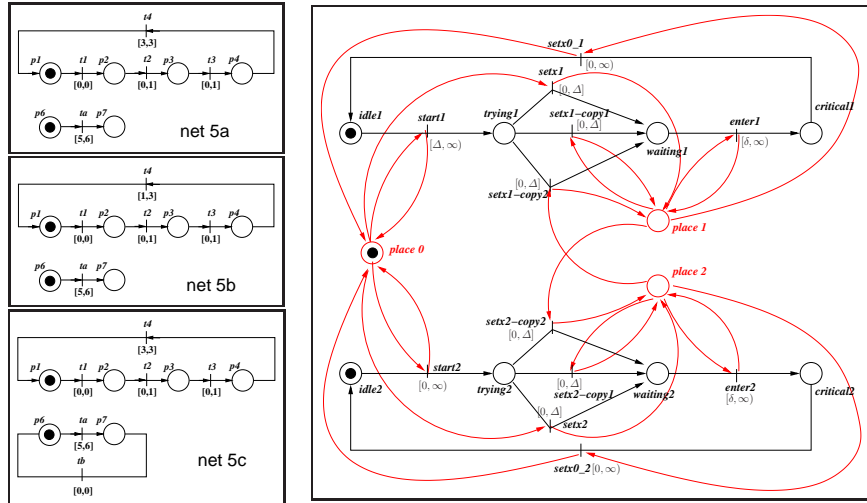 t4
[3,3]
p1 t1 p2 t2 p3 t3 p4
[0,0] [0,1] [0,1]
p6 ta p7
[5,6]
net 5a
t4
[1,3]
p1 t1 p2 t2 p3 t3 p4
[0,0] [0,1] [0,1]
p6 ta p7
[5,6]
net 5b
t4
[3,3]
p1 t1 p2 t2 p3 t3 p4
[0,0] [0,1] [0,1]
p6 ta p7
[5,6]
tb
[0,0]
net 5c
setx0_1
[0,∞)
setx1
[0,Δ]
idle1 start1 trying1 setx1−copy1 enter1 critical1
[0,Δ]
[Δ,∞) waiting1 [δ,∞)
[0,Δ]
setx1−copy2
place 1
place 0
place 2
setx2−copy2
[0,Δ]
idle2 start2 trying2 [0,Δ] waiting2 enter2 critical2
[0,∞) setx2−copy1 [δ,∞)
[0,Δ]
setx2
setx0_2 [0,∞)